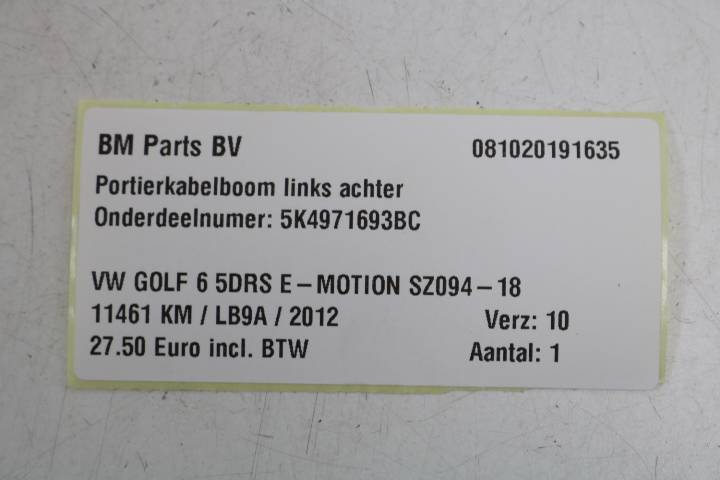 BM Parts BV 081020191635
Portierkabelboom links achter
Onderdeelnumer: 5K4971693BC
VW GOLF 6 5DRS E-MOTION SZ094-18
11461 KM / LB9A / 2012 Verz: 10
27.50 Euro incl. BTW Aantal: 1